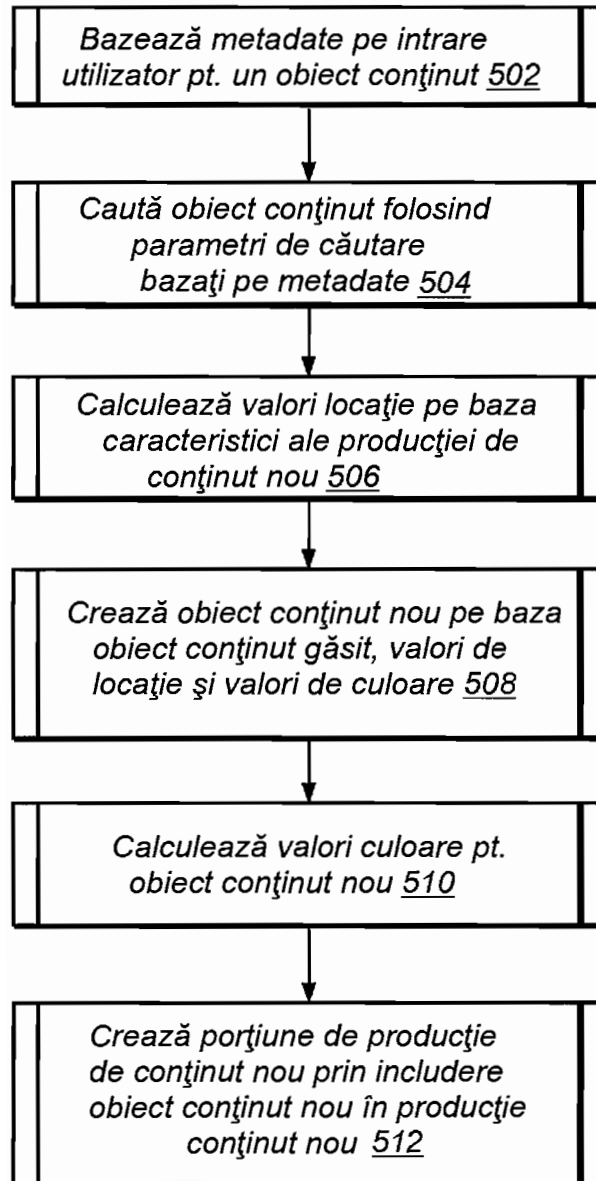 Bazează metadate pe intrare
utilizator pt. un obiect conţinut 502
Caută obiect conţinut folosind
parametri de căutare
bazaţi pe metadate 504
Calculează valori locaţie pe baza
caracteristici ale producţiei de
conţinut nou 506
Crează obiect conţinut nou pe baza
obiect conţinut găsit, valori de
locaţie şi valori de culoare 508
Calculează valori culoare pt.
obiect conţinut nou 510
Crează porţiune de producţie
de conţinut nou prin includere
obiect conţinut nou în producţie
conţinut nou 512